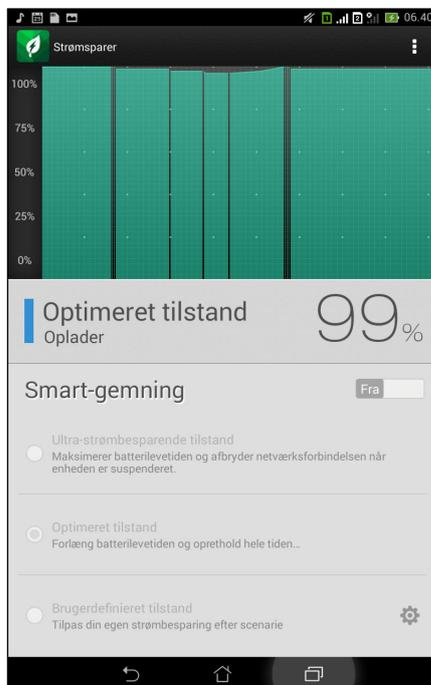 06.40
Strømsparer
100%
75%
50%
25%
0%
Optimeret tilstand
Oplader
99%
Smart-gemning
Fra
Ultra-strømbesparende tilstand
Maksimerer batterilevetiden og afbryder netværksforbindelsen når
enheden er suspenderet.
Optimeret tilstand
Forlæng batterilevetiden og oprethold hele tiden...
Brugerdefineret tilstand
Tilpas din egen strømbesparing efter scenarie